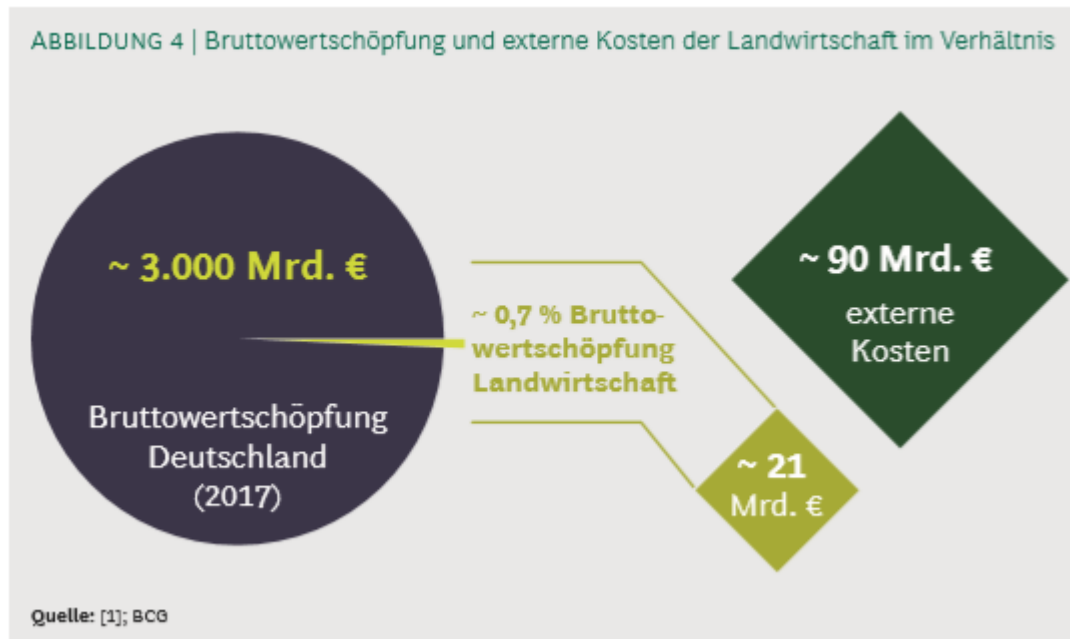 ABBILDUNG 4 | Bruttowertschöpfung und externe Kosten der Landwirtschaft im Verhältnis
~ 3.000 Mrd. €
Bruttowertschöpfung
Deutschland
(2017)
~ 0,7 % Brutto-
wertschöpfung
Landwirtschaft
~ 21
Mrd. €
~ 90 Mrd. €
externe
Kosten
Quelle: [1]; BCG